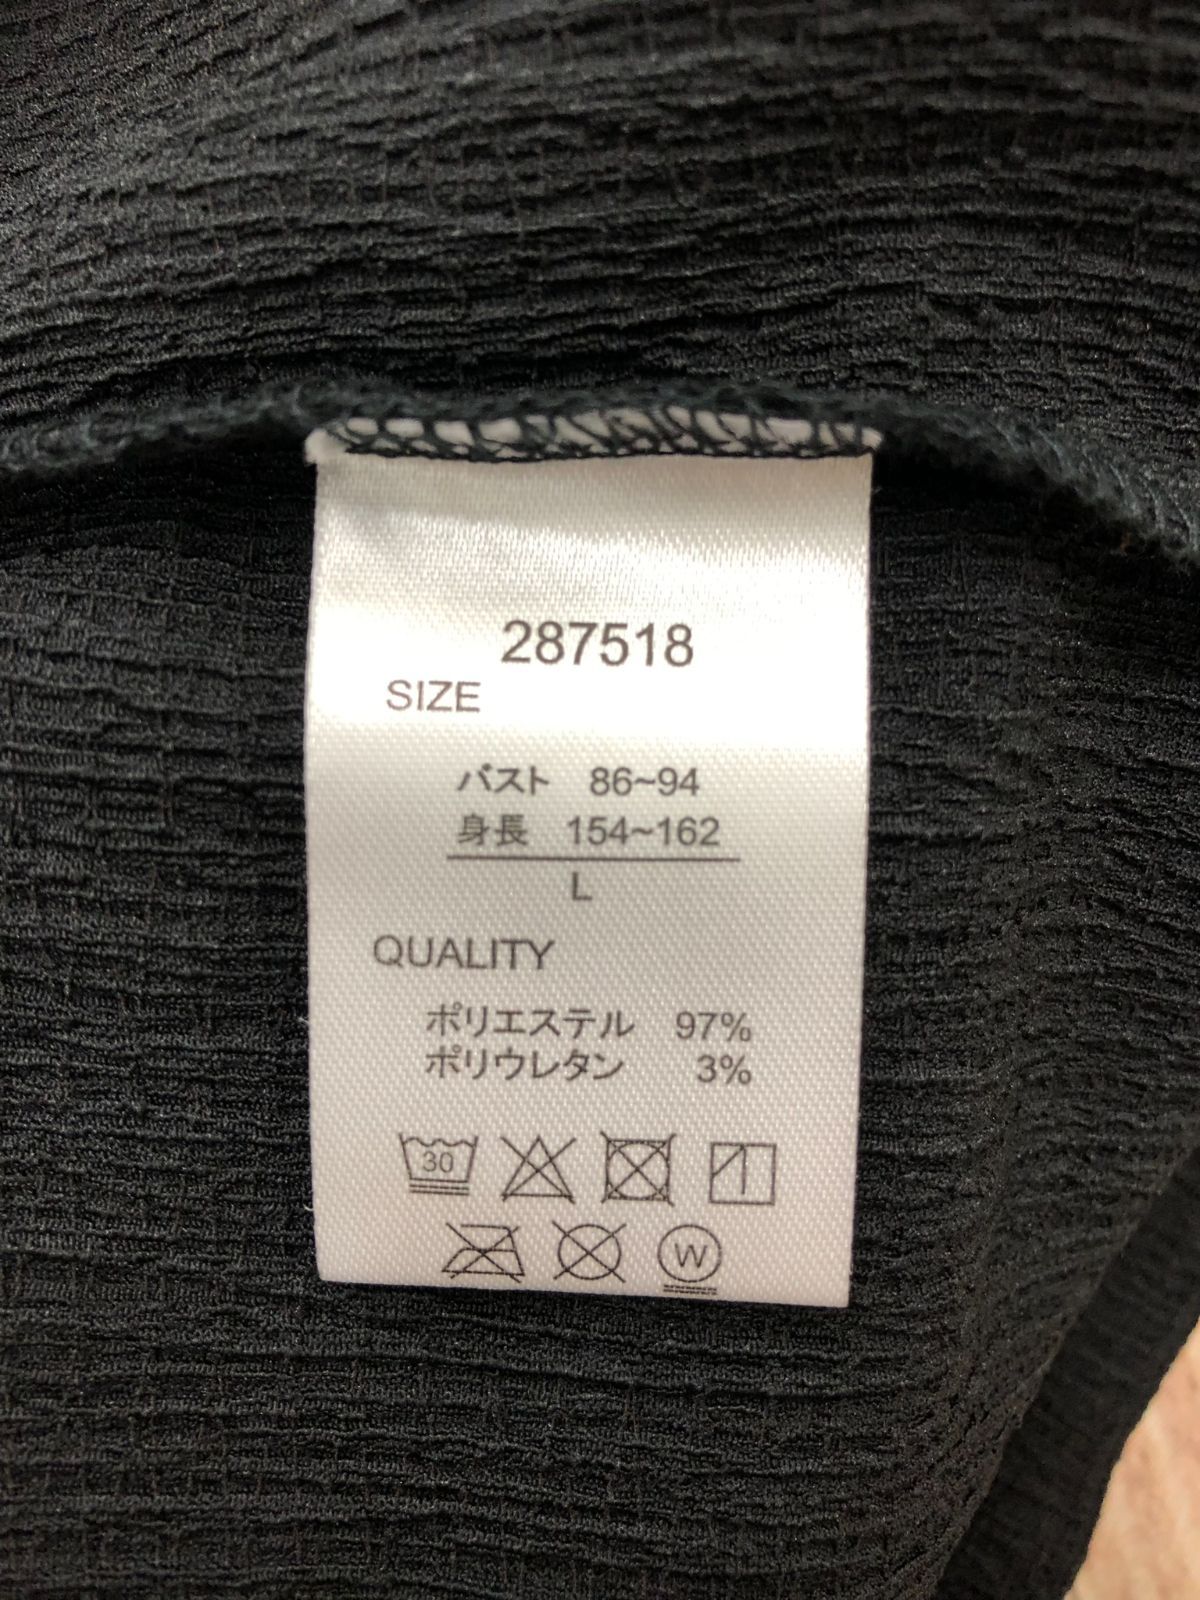 287518
SIZE
バスト 86~94
身長 154~162
L
QUALITY
ポリエステル 97%
ポリウレタン 3%
30
W